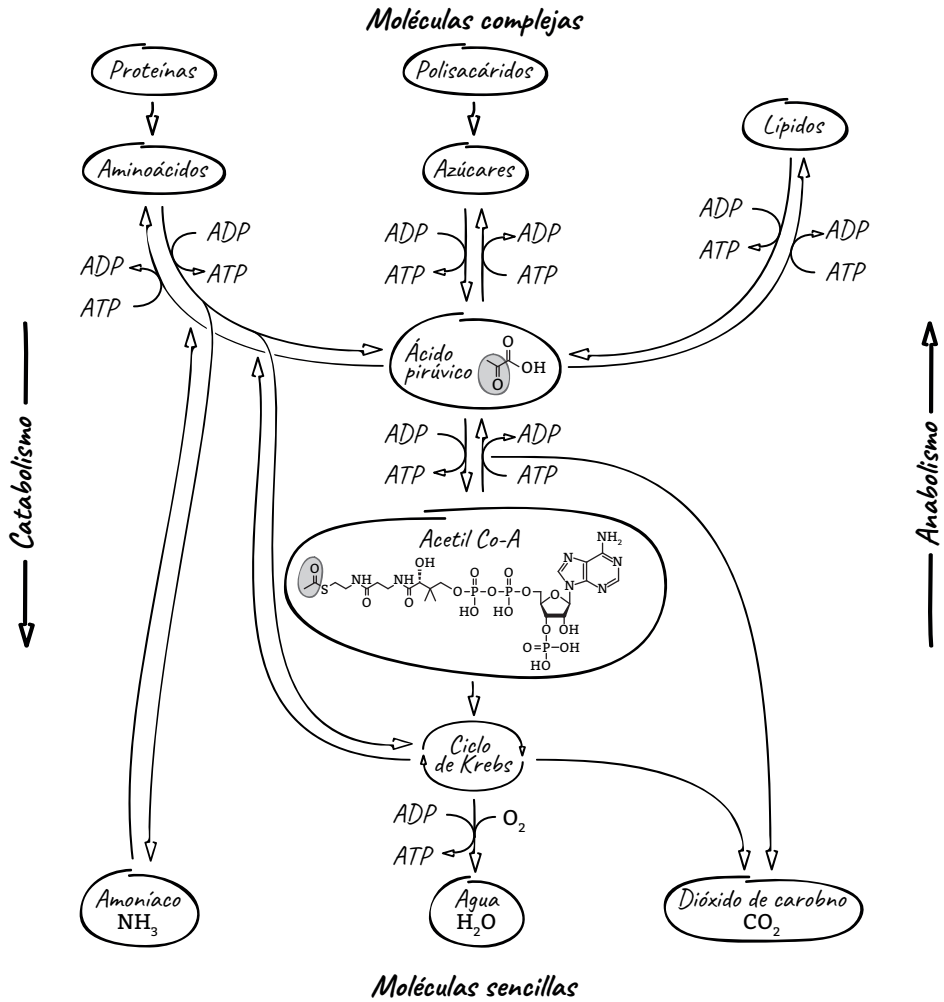 Moléculas complejas
Proteínas
Polisacáridos
Lípidos
Aminoácidos
Azúcares
ADP
ATP
ADP
ATP
ADP
ATP
ADP
ATP
ADP
ATP
ADP
ATP
Ácido
pirúvico
O
OH
O
Catabolismo
Anabolismo
ADP
ATP
ADP
ATP
Acetil Co-A
O
S
NH
O
NH
O
OH
O
P
HO
O
O
P
HO
O
O
N
N
N
N
NH₂
O
OH
O=P–OH
HO
Ciclo
de Krebs
ADP
ATP
O₂
Amoníaco
NH₃
Agua
H₂O
Dióxido de carobno
CO₂
Moléculas sencillas